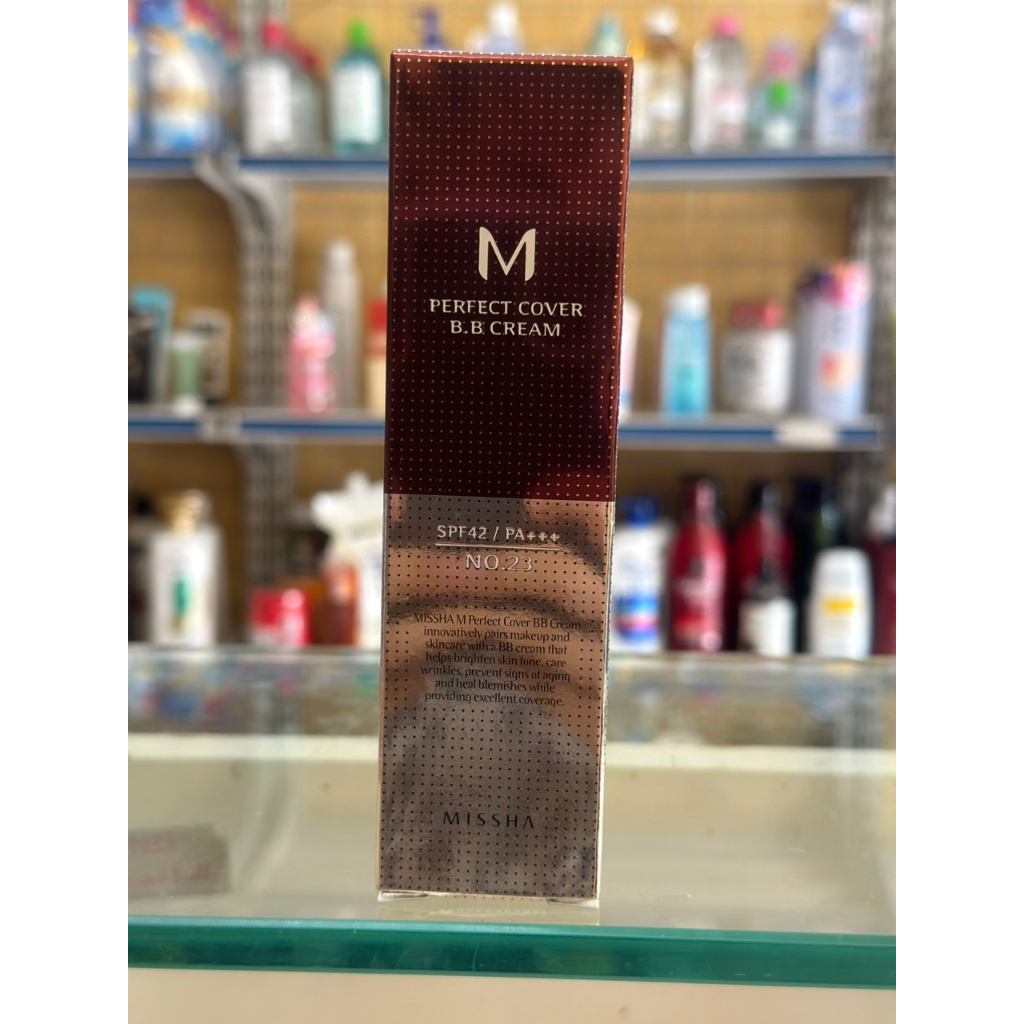 M
PERFECT COVER
B.B CREAM
SPF42 / PA+++
NO.23
MISSHA M Perfect Cover BB Cream
innovatively pairs makeup and
skincare with a BB cream that
helps brighten skin tone, care
wrinkles, prevent signs of aging
and heal blemishes while
providing excellent coverage.
MISSHA